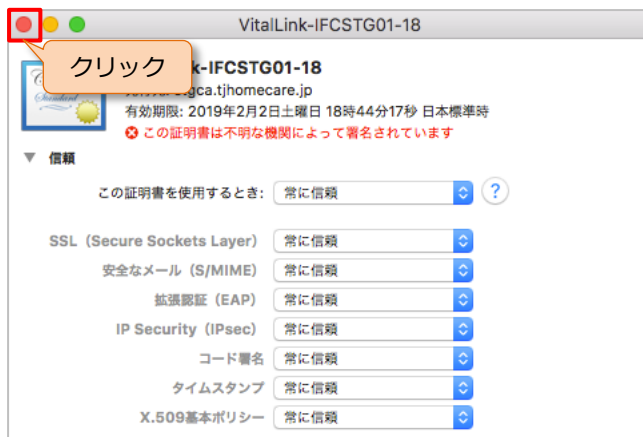 VitalLink-IFCSTG01-18
クリック
k-IFCSTG01-18
gca.tjhomecare.jp
有効期限: 2019年2月2日土曜日 18時44分17秒 日本標準時
この証明書は不明な機関によって署名されています
▼ 信頼
この証明書を使用するとき: 常に信頼 ?
SSL（Secure Sockets Layer） 常に信頼
安全なメール（S/MIME） 常に信頼
拡張認証（EAP） 常に信頼
IP Security（IPsec） 常に信頼
コード署名 常に信頼
タイムスタンプ 常に信頼
X.509基本ポリシー 常に信頼